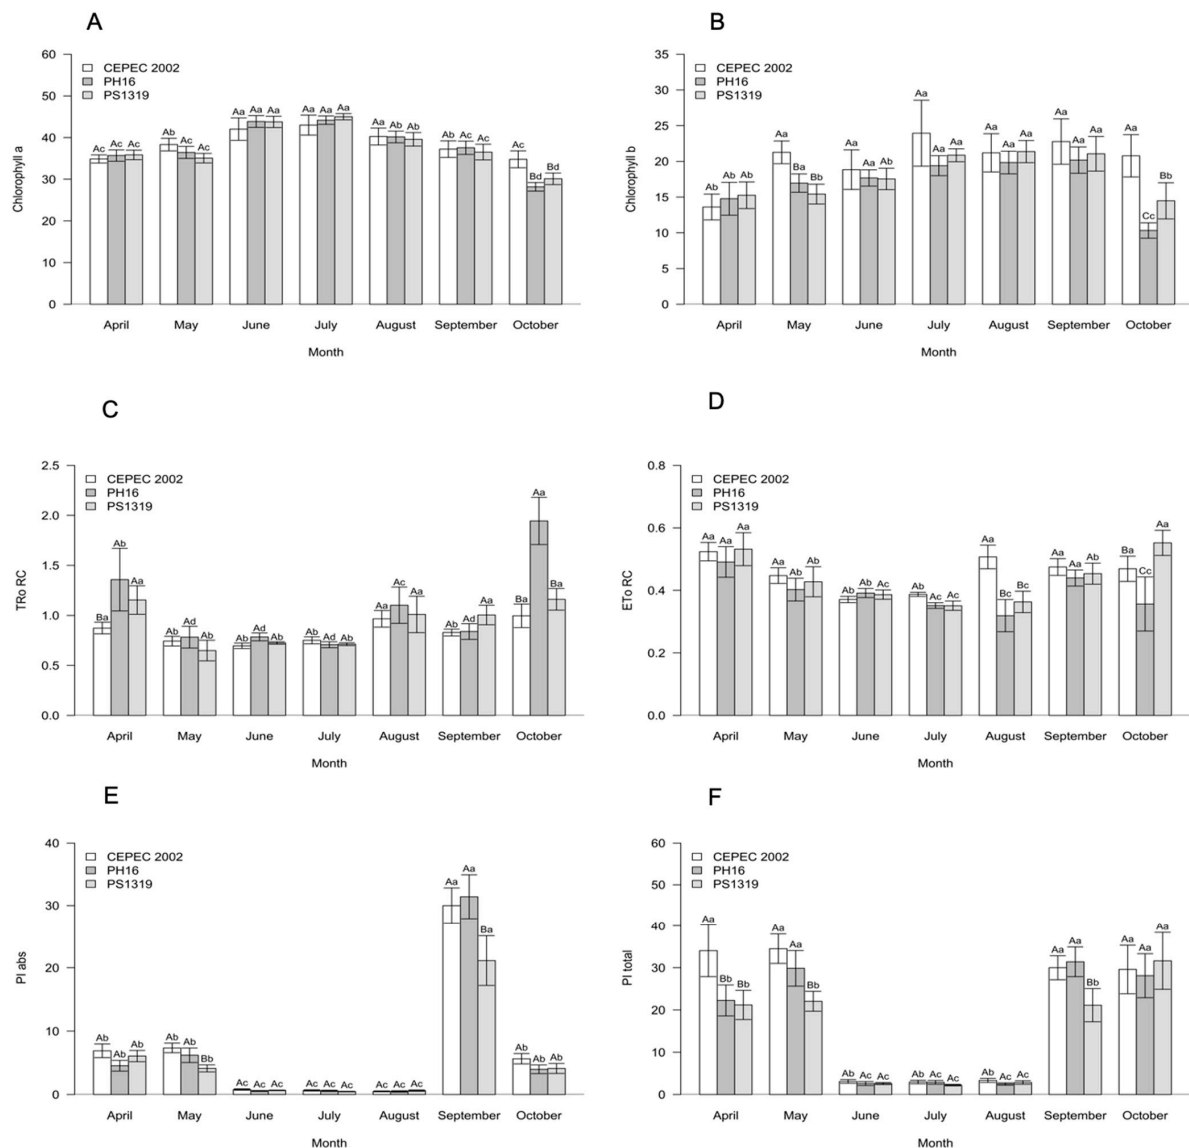 A
Chlorophyll a
60
50
40
30
20
10
0
CEPEC 2002
PH16
PS1319
Ac Ac Ac Ab Ac Ac Aa Aa Aa Aa Aa Aa Aa Ab Ab Ab Ac Ac Ac Bd Bd
April May June July August September October
Month
B
Chlorophyll b
35
30
25
20
15
10
5
0
CEPEC 2002
PH16
PS1319
Ab Ab Ab Aa Ba Bb Aa Aa Ab Aa Aa Aa Aa Aa Aa Aa Aa Aa Aa Cc Bb
April May June July August September October
Month
C
TRo RC
2.5
2.0
1.5
1.0
0.5
0.0
CEPEC 2002
PH16
PS1319
Ba Ab Aa Ab Ad Ab Ab Ad Ab Ab Ad Ab Ab Ac Aa Ab Ad Aa Ba Aa Ba
April May June July August September October
Month
D
ETo RC
0.8
0.6
0.4
0.2
0.0
CEPEC 2002
PH16
PS1319
Aa Aa Aa Ab Ab Ab Ab Ab Ac Ab Ac Ac Aa Bc Bc Aa Aa Ab Ba Cc Aa
April May June July August September October
Month
E
PI abs
40
30
20
10
0
CEPEC 2002
PH16
PS1319
Ab Ab Ab Ab Ab Bb Ac Ac Ac Ac Ac Ac Ac Ac Ac Aa Aa Ba Ab Ab Ab
April May June July August September October
Month
F
PI total
60
50
40
30
20
10
0
CEPEC 2002
PH16
PS1319
Aa Bb Bb Aa Aa Bb Ab Ac Ac Ab Ac Ac Ab Ac Ac Aa Aa Bb Aa Aa Aa
April May June July August September October
Month